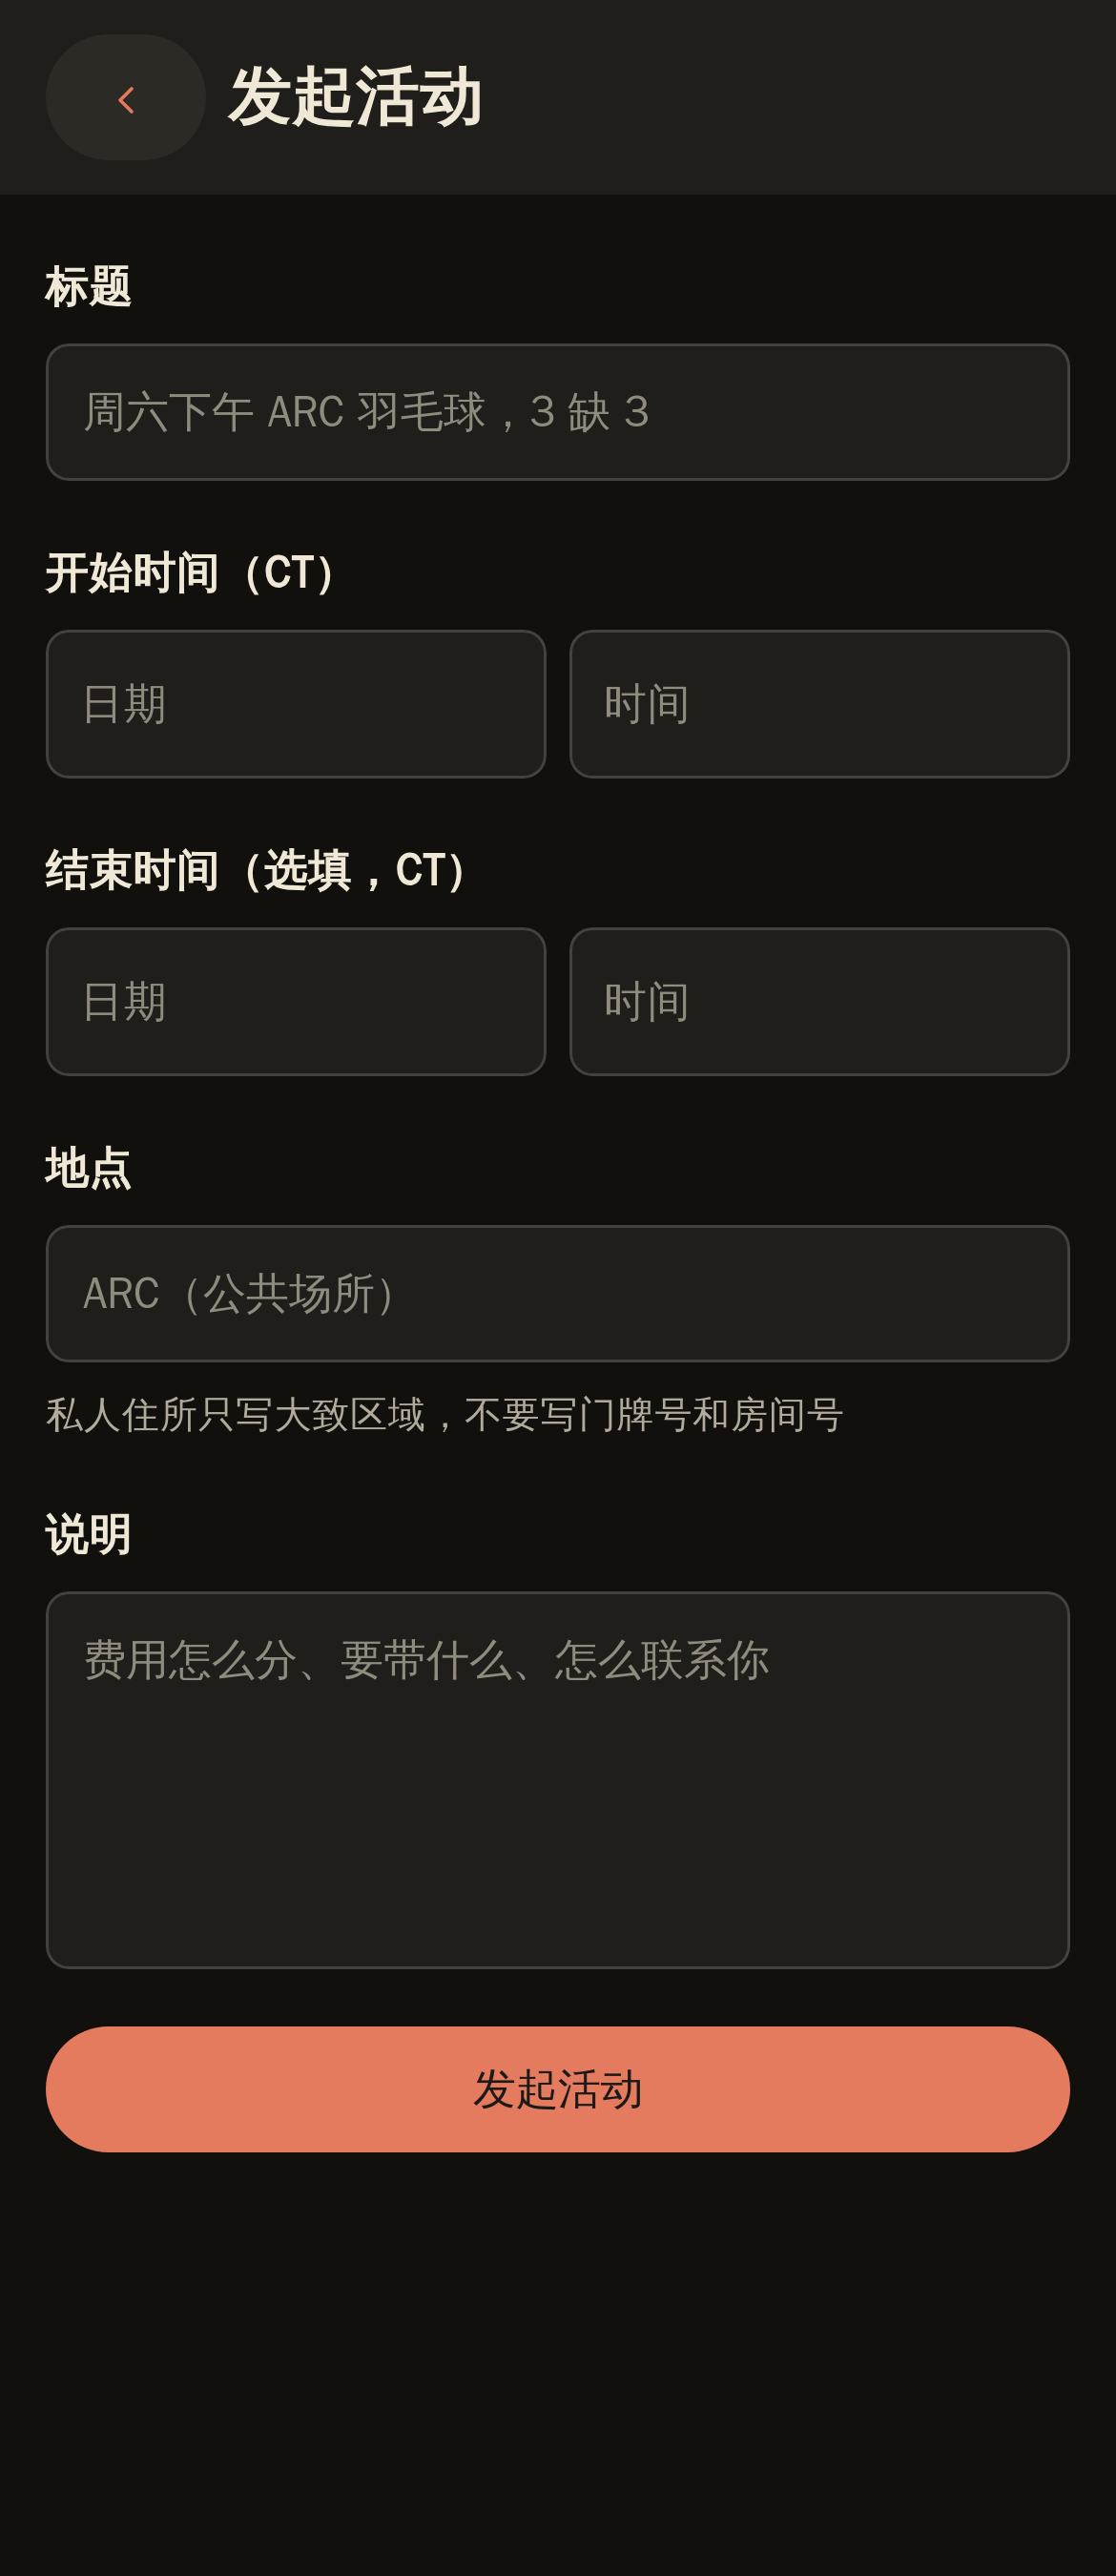 发起活动
标题
周六下午 ARC 羽毛球，3 缺 3
开始时间（CT）
日期
时间
结束时间（选填，CT）
日期
时间
地点
ARC（公共场所）
私人住所只写大致区域，不要写门牌号和房间号
说明
费用怎么分、要带什么、怎么联系你
发起活动